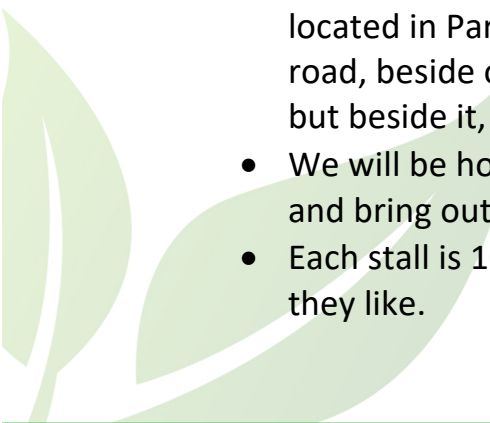 located in Par
road, beside
but beside it,
• We will be ho
and bring out
• Each stall is 1
they like.